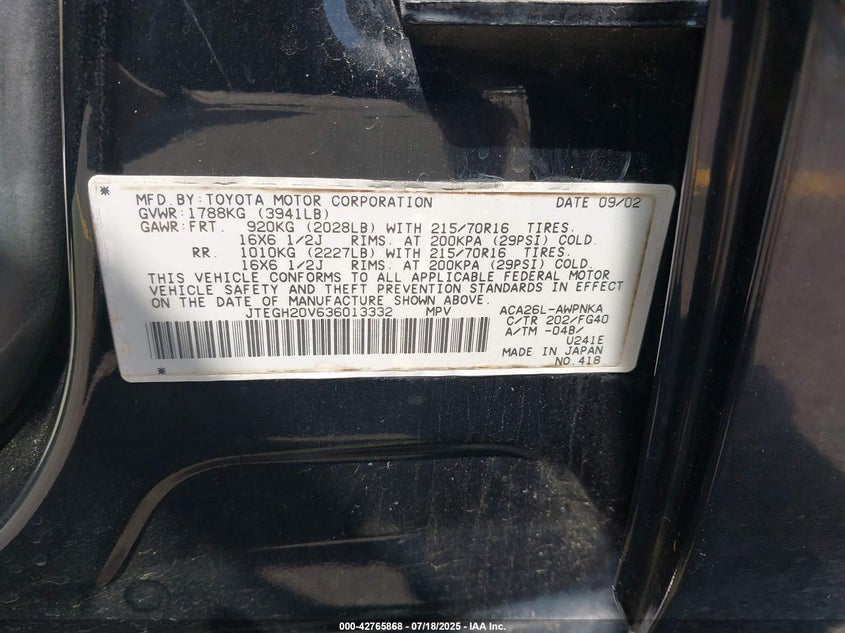 MFD. BY: TOYOTA MOTOR CORPORATION DATE 09/02
GVWR: 1788KG (3941LB)
GAWR: FRT. 920KG (2028LB) WITH 215/70R16 TIRES.
16X6 1/2J RIMS. AT 200KPA (29PSI) COLD.
RR. 1010KG (2227LB) WITH 215/70R16 TIRES.
16X6 1/2J RIMS. AT 200KPA (29PSI) COLD.
THIS VEHICLE CONFORMS TO ALL APPLICABLE FEDERAL MOTOR
VEHICLE SAFETY AND THEFT PREVENTION STANDARDS IN EFFECT
ON THE DATE OF MANUFACTURE SHOWN ABOVE.
JTEGH20V636013332 MPV ACA26L-AWPNKA
C/TR 202/FG40
A/TM -04B/
U241E
MADE IN JAPAN
NO. 418
000-42765868 - 07/18/2025 - IAA Inc.